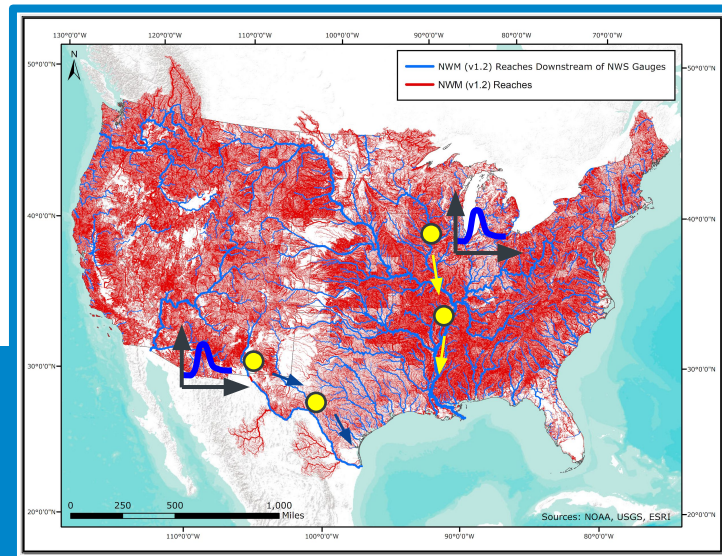 130°0'0"W 120°0'0"W 110°0'0"W 100°0'0"W 90°0'0"W 80°0'0"W 70°0'0"W
N
NWM (v1.2) Reaches Downstream of NWS Gauges
NWM (v1.2) Reaches
50°0'0"N 50°0'0"N
40°0'0"N 40°0'0"N
30°0'0"N 30°0'0"N
20°0'0"N 20°0'0"N
0 250 500 1,000
Miles
Sources: NOAA, USGS, ESRI
110°0'0"W 100°0'0"W 90°0'0"W 80°0'0"W